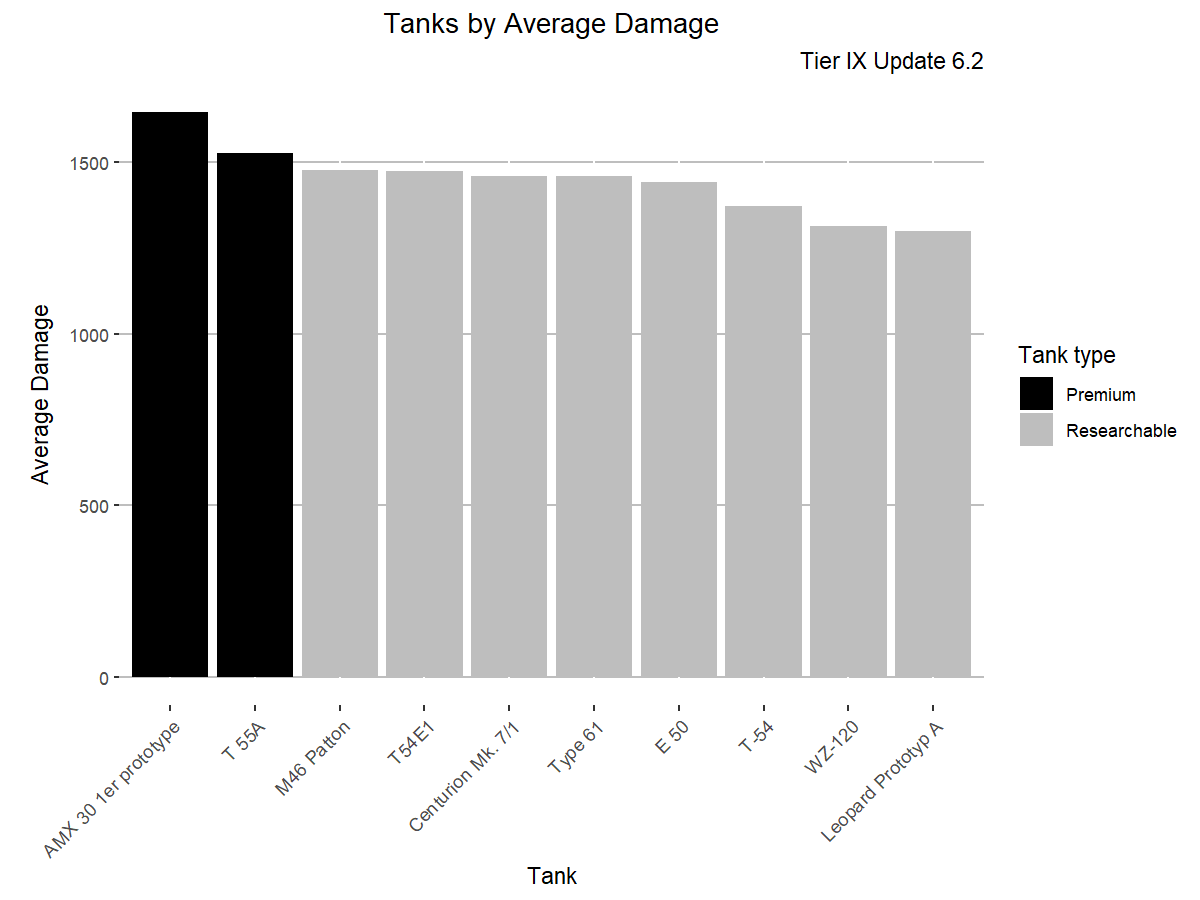 Tanks by Average Damage
Tier IX Update 6.2
Average Damage
1500
1000
500
0
AMX 30 1er prototype
T 55A
M46 Patton
T54E1
Centurion Mk. 7/1
Type 61
E 50
T-54
WZ-120
Leopard Prototyp A
Tank
Tank type
Premium
Researchable